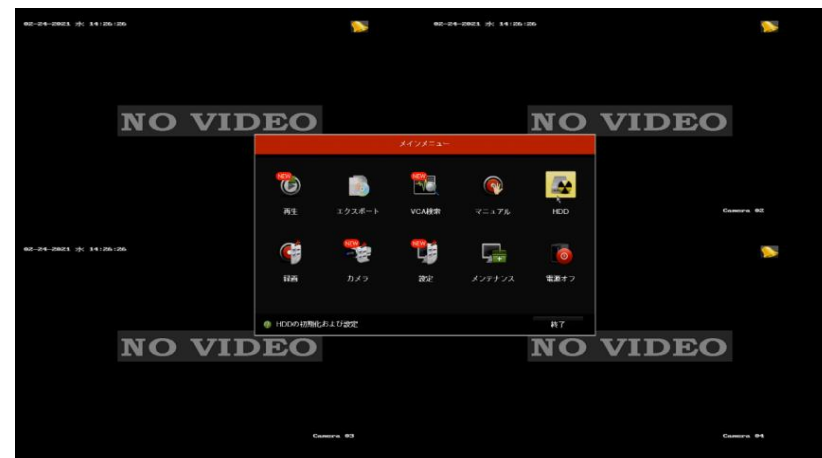 02-24-2021 水 14:26:26
02-24-2021 水 14:26:26
NO VIDEO
NO VIDEO
メインメニュー
NEW
NEW
再生
エクスポート
VCA検索
マニュアル
HDD
Camera 02
02-24-2021 水 14:26:26
NEW
NEW
録画
カメラ
設定
メンテナンス
電源オフ
HDDの初期化および設定
終了
NO VIDEO
NO VIDEO
Camera 03
Camera 04